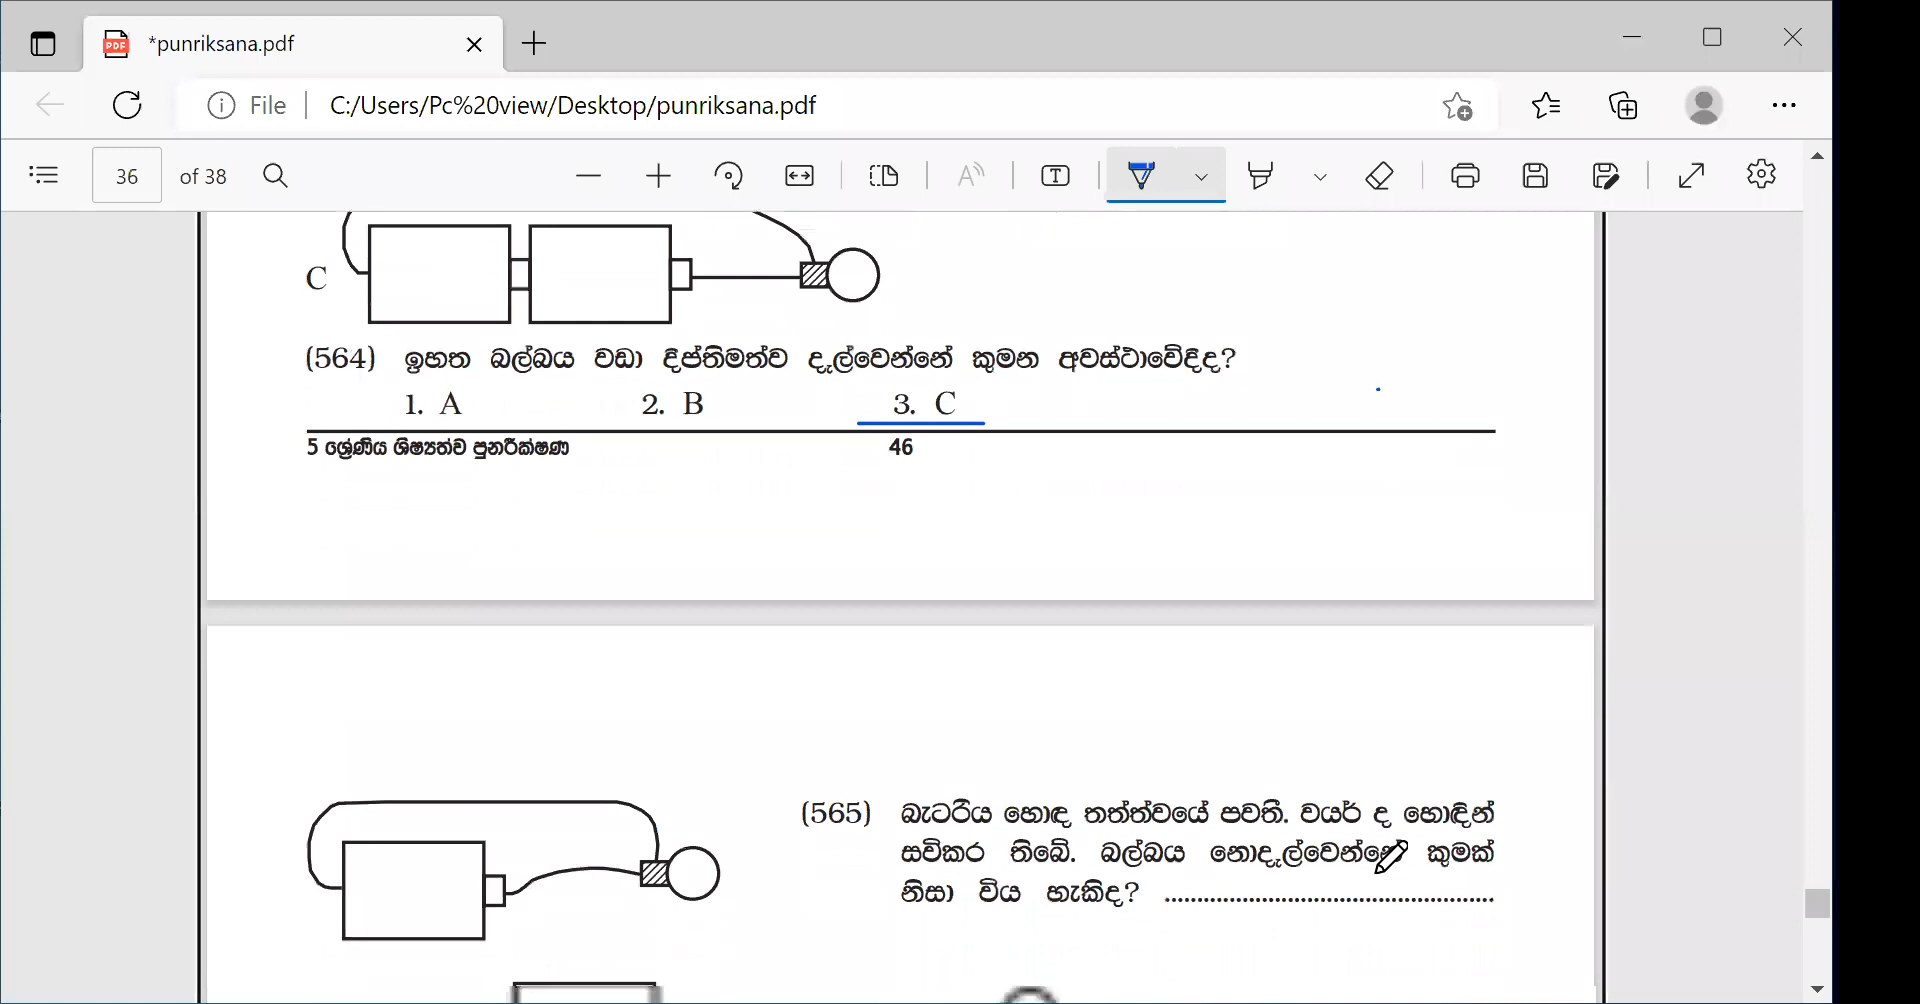 *punriksana.pdf
File
C:/Users/Pc%20view/Desktop/punriksana.pdf
36
of 38
C
(564) ඉහත බල්බය වඩා දීප්තිමත්ව දැල්වෙන්නේ කුමන අවස්ථාවේදීද?
1. A 2. B 3. C
5 ශ්‍රේණිය ශිෂ්‍යත්ව පුනරීක්ෂණ 46
(565) බැටරිය හොඳ තත්ත්වයේ පවතී. වයර් ද හොඳින්
සවිකර තිබේ. බල්බය නොදැල්වෙන්නේ කුමක්
නිසා විය හැකිද? ..................................................